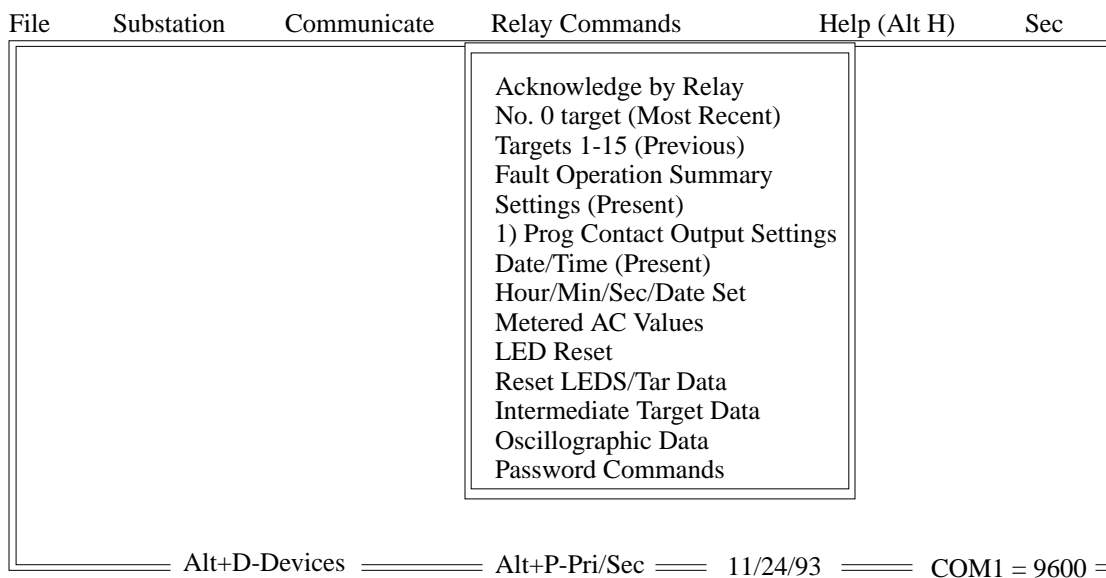 File Substation Communicate Relay Commands Help (Alt H) Sec
Acknowledge by Relay
No. 0 target (Most Recent)
Targets 1-15 (Previous)
Fault Operation Summary
Settings (Present)
1) Prog Contact Output Settings
Date/Time (Present)
Hour/Min/Sec/Date Set
Metered AC Values
LED Reset
Reset LEDS/Tar Data
Intermediate Target Data
Oscillographic Data
Password Commands
Alt+D-Devices Alt+P-Pri/Sec 11/24/93 COM1 = 9600